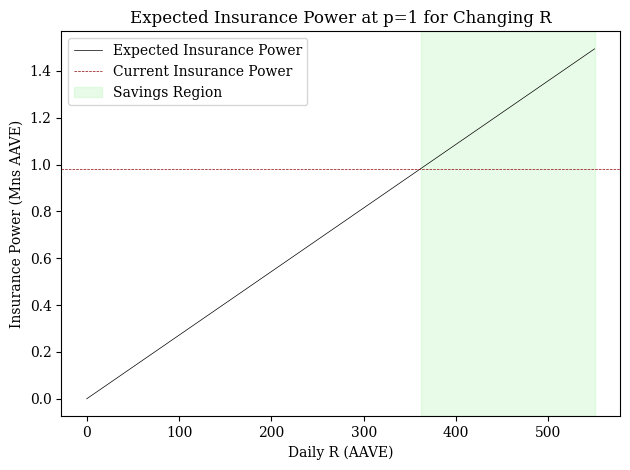 Expected Insurance Power at p=1 for Changing R
Expected Insurance Power
Current Insurance Power
Savings Region
Insurance Power (Mns AAVE)
1.4
1.2
1.0
0.8
0.6
0.4
0.2
0.0
0
100
200
300
400
500
Daily R (AAVE)